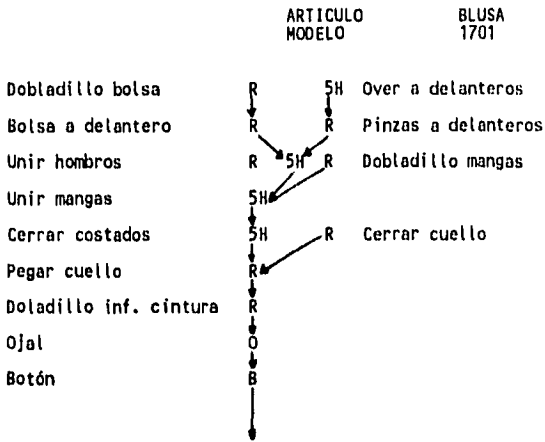 ARTICULO BLUSA
MODELO 1701
Dobladillo bolsa R 5H Over a delanteros
Bolsa a delantero R R Pinzas a delanteros
Unir hombros R 5H R Dobladillo mangas
Unir mangas 5H
Cerrar costados 5H R Cerrar cuello
Pegar cuello R
Doladillo inf. cintura R
Ojal O
Botón B